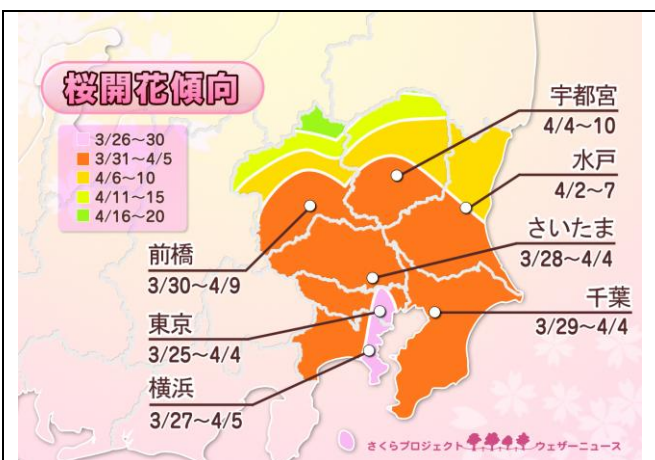 桜開花傾向
3/26～30
3/31～4/5
4/6～10
4/11～15
4/16～20
宇都宮
4/4～10
水戸
4/2～7
さいたま
3/28～4/4
千葉
3/29～4/4
前橋
3/30～4/9
東京
3/25～4/4
横浜
3/27～4/5
さくらプロジェクト ウェザーニュース